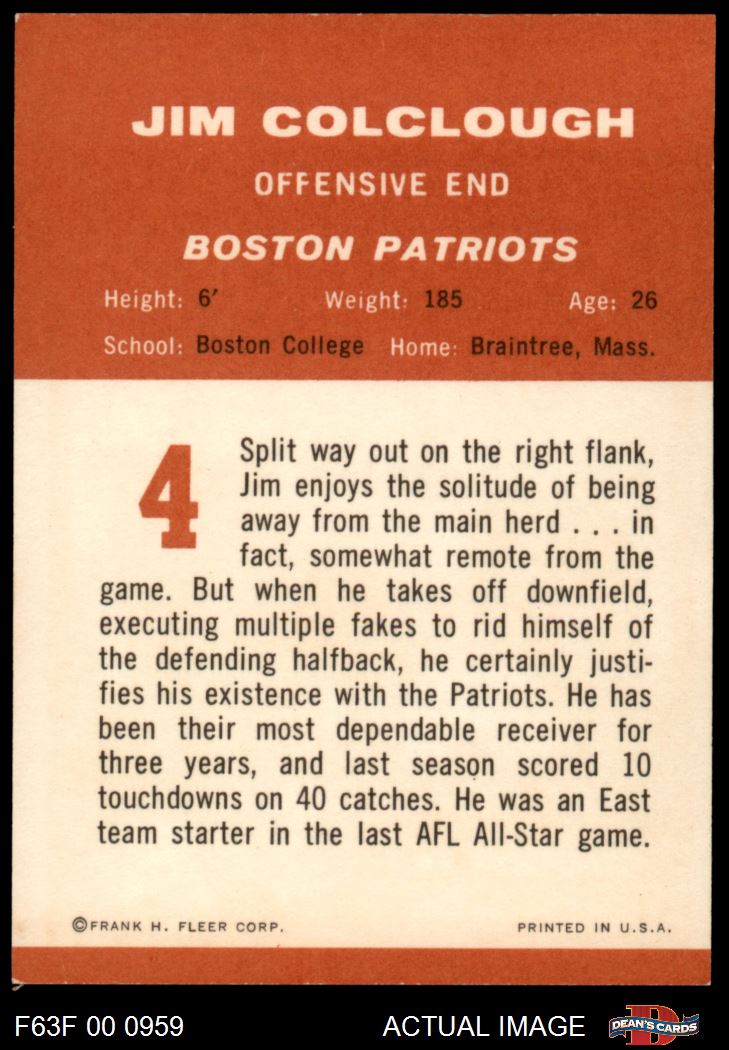 JIM COLCLOUGH
OFFENSIVE END
BOSTON PATRIOTS
Height: 6′ Weight: 185 Age: 26
School: Boston College Home: Braintree, Mass.
4
Split way out on the right flank,
Jim enjoys the solitude of being
away from the main herd . . . in
fact, somewhat remote from the
game. But when he takes off downfield,
executing multiple fakes to rid himself of
the defending halfback, he certainly justi-
fies his existence with the Patriots. He has
been their most dependable receiver for
three years, and last season scored 10
touchdowns on 40 catches. He was an East
team starter in the last AFL All-Star game.
©FRANK H. FLEER CORP. PRINTED IN U.S.A.
F63F 00 0959 ACTUAL IMAGE D DEAN'S CARDS